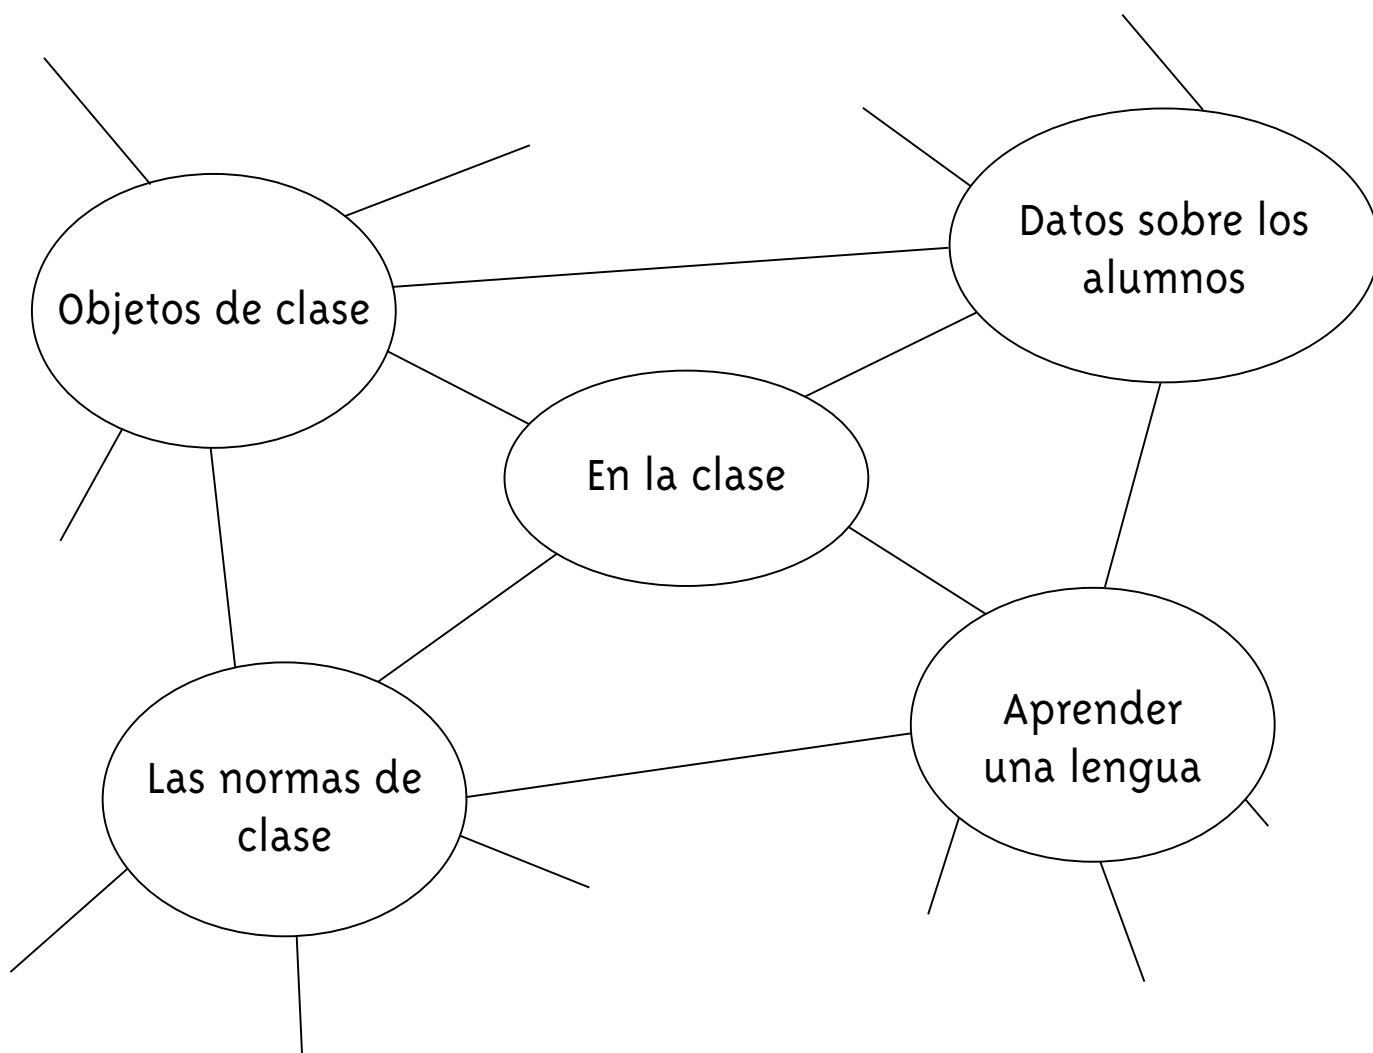 Datos sobre los
alumnos
Objetos de clase
En la clase
Aprender
una lengua
Las normas de
clase